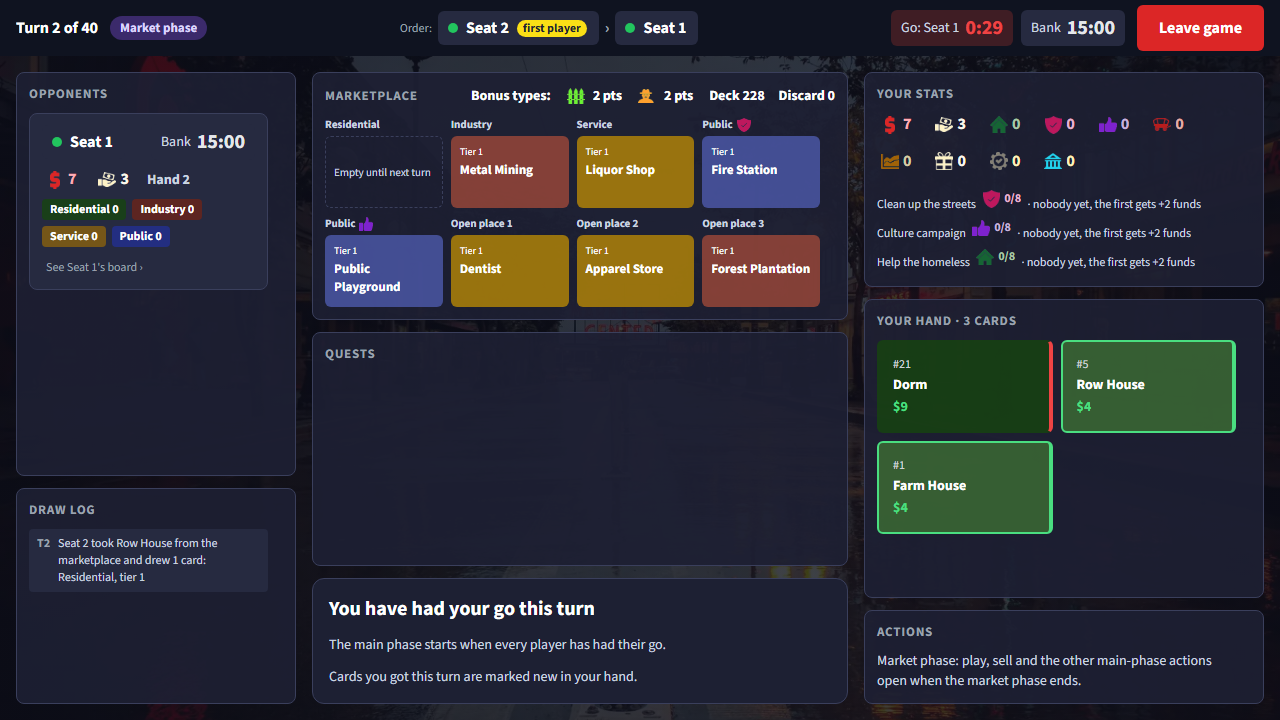 Turn 2 of 40
Market phase
Order:
Seat 2
first player
›
Seat 1
Go: Seat 1 0:29
Bank 15:00
Leave game
OPPONENTS
Seat 1
Bank 15:00
7
3
Hand 2
Residential 0
Industry 0
Service 0
Public 0
See Seat 1's board ›
DRAW LOG
T2 Seat 2 took Row House from the
marketplace and drew 1 card:
Residential, tier 1
MARKETPLACE
Bonus types:
2 pts
2 pts
Deck 228
Discard 0
Residential
Industry
Service
Public
Empty until next turn
Tier 1
Metal Mining
Tier 1
Liquor Shop
Tier 1
Fire Station
Public
Open place 1
Open place 2
Open place 3
Tier 1
Public
Playground
Tier 1
Dentist
Tier 1
Apparel Store
Tier 1
Forest Plantation
QUESTS
You have had your go this turn
The main phase starts when every player has had their go.
Cards you got this turn are marked new in your hand.
YOUR STATS
7
3
0
0
0
0
0
0
0
0
Clean up the streets 0/8 · nobody yet, the first gets +2 funds
Culture campaign 0/8 · nobody yet, the first gets +2 funds
Help the homeless 0/8 · nobody yet, the first gets +2 funds
YOUR HAND · 3 CARDS
#21
Dorm
$9
#5
Row House
$4
#1
Farm House
$4
ACTIONS
Market phase: play, sell and the other main-phase actions
open when the market phase ends.